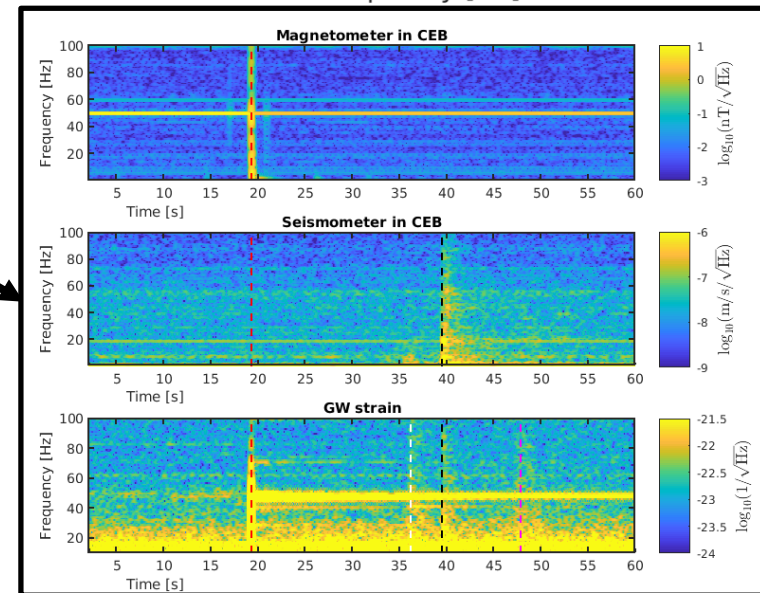 Magnetometer in CEB
Frequency [Hz]
100
80
60
40
20
5 10 15 20 25 30 35 40 45 50 55 60
Time [s]
1
0
-1
-2
-3
log10(nT/√Hz)
Seismometer in CEB
Frequency [Hz]
100
80
60
40
20
5 10 15 20 25 30 35 40 45 50 55 60
Time [s]
-6
-7
-8
-9
log10(m/s/√Hz)
GW strain
Frequency [Hz]
100
80
60
40
20
5 10 15 20 25 30 35 40 45 50 55 60
Time [s]
-21.5
-22
-22.5
-23
-23.5
-24
log10(1/√Hz)